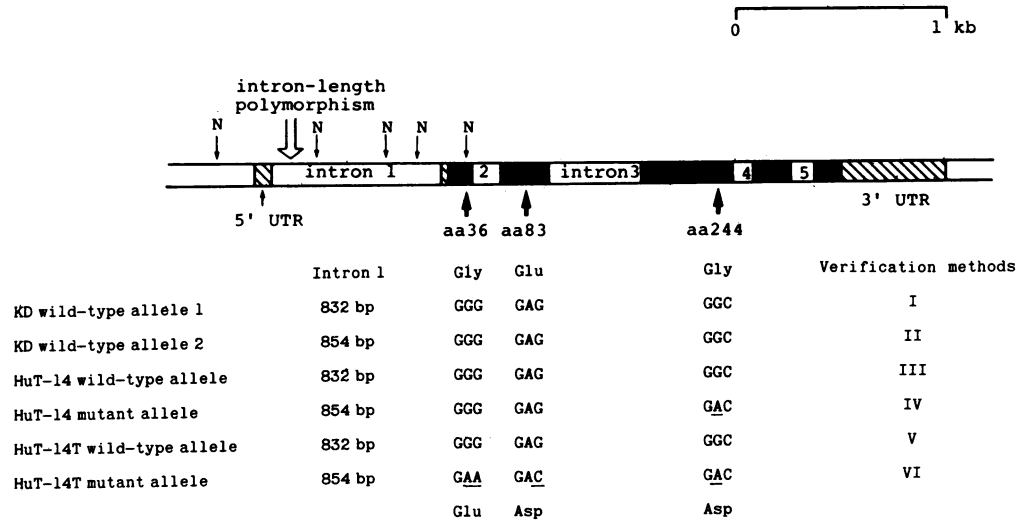 0 1 kb
intron-length
polymorphism
N N N N N
intron 1 2 intron3 4 5
5' UTR 3' UTR
aa36 aa83 aa244
Intron 1 Gly Glu Gly Verification methods
KD wild-type allele 1 832 bp GGG GAG GGC I
KD wild-type allele 2 854 bp GGG GAG GGC II
HuT-14 wild-type allele 832 bp GGG GAG GGC III
HuT-14 mutant allele 854 bp GGG GAG GAC IV
HuT-14T wild-type allele 832 bp GGG GAG GGC V
HuT-14T mutant allele 854 bp GAA GAC GAC VI
Glu Asp Asp